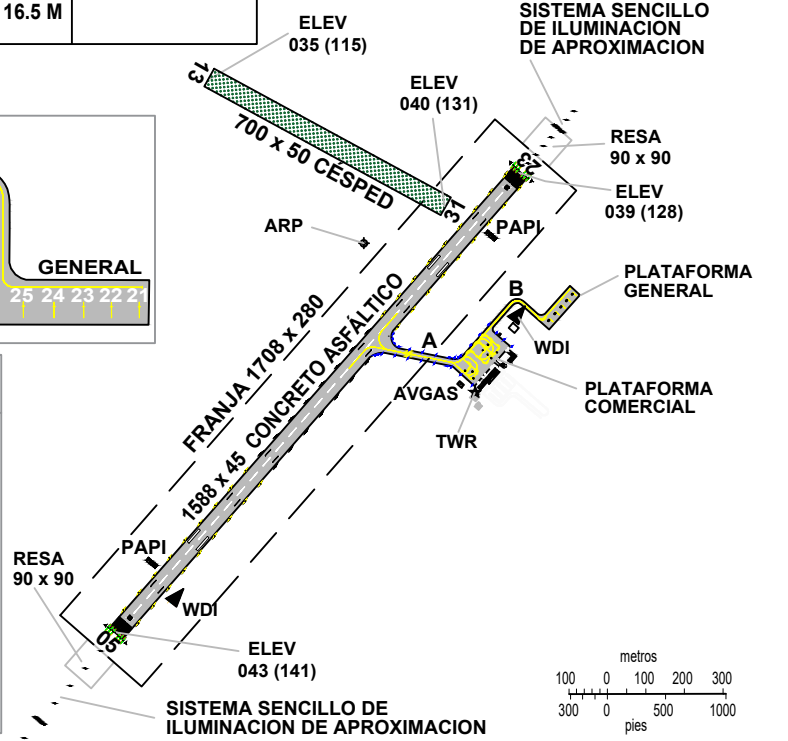 16.5 M
SISTEMA SENCILLO
DE ILUMINACION
DE APROXIMACION
ELEV
035 (115)
13
ELEV
040 (131)
700 x 50 CÉSPED
31
23
RESA
90 x 90
ELEV
039 (128)
ARP
PAPI
GENERAL
25 24 23 22 21
PLATAFORMA
GENERAL
B
WDI
A
FRANJA 1708 x 280
1588 x 45 CONCRETO ASFÁLTICO
AVGAS
PLATAFORMA
COMERCIAL
TWR
PAPI
RESA
90 x 90
WDI
05
ELEV
043 (141)
SISTEMA SENCILLO DE
ILUMINACION DE APROXIMACION
metros
100 0 100 200 300
300 0 500 1000
pies